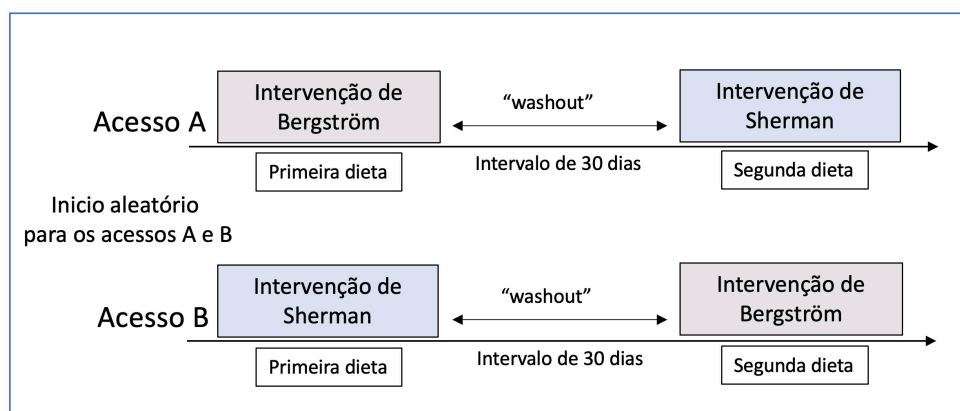 Acesso A
Intervenção de
Bergström
“washout”
Intervenção de
Sherman
Primeira dieta
Intervalo de 30 dias
Segunda dieta
Inicio aleatório
para os acessos A e B
Acesso B
Intervenção de
Sherman
“washout”
Intervenção de
Bergström
Primeira dieta
Intervalo de 30 dias
Segunda dieta